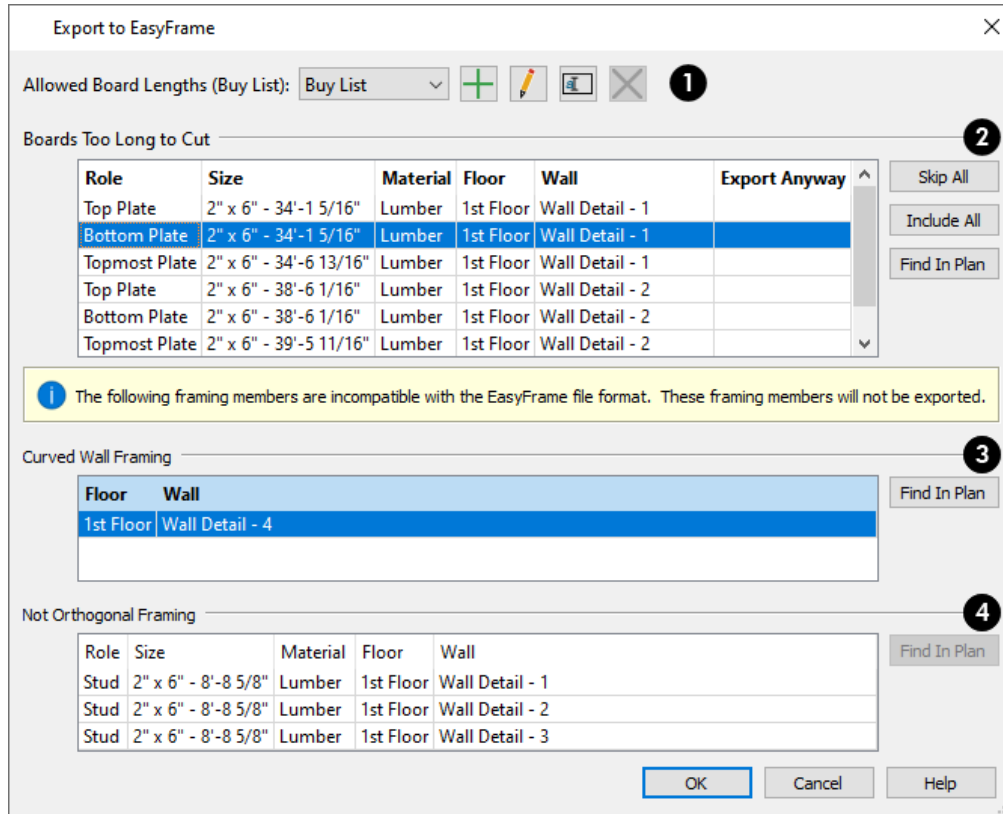 Export to EasyFrame
Allowed Board Lengths (Buy List): Buy List 1
Boards Too Long to Cut 2
Role Size Material Floor Wall Export Anyway Skip All
Top Plate 2" x 6" - 34'-1 5/16" Lumber 1st Floor Wall Detail - 1
Bottom Plate 2" x 6" - 34'-1 5/16" Lumber 1st Floor Wall Detail - 1 Include All
Topmost Plate 2" x 6" - 34'-6 13/16" Lumber 1st Floor Wall Detail - 1 Find In Plan
Top Plate 2" x 6" - 38'-6 1/16" Lumber 1st Floor Wall Detail - 2
Bottom Plate 2" x 6" - 38'-6 1/16" Lumber 1st Floor Wall Detail - 2
Topmost Plate 2" x 6" - 39'-5 11/16" Lumber 1st Floor Wall Detail - 2
The following framing members are incompatible with the EasyFrame file format. These framing members will not be exported.
Curved Wall Framing 3
Floor Wall Find In Plan
1st Floor Wall Detail - 4
Not Orthogonal Framing 4
Role Size Material Floor Wall Find In Plan
Stud 2" x 6" - 8'-8 5/8" Lumber 1st Floor Wall Detail - 1
Stud 2" x 6" - 8'-8 5/8" Lumber 1st Floor Wall Detail - 2
Stud 2" x 6" - 8'-8 5/8" Lumber 1st Floor Wall Detail - 3
OK Cancel Help